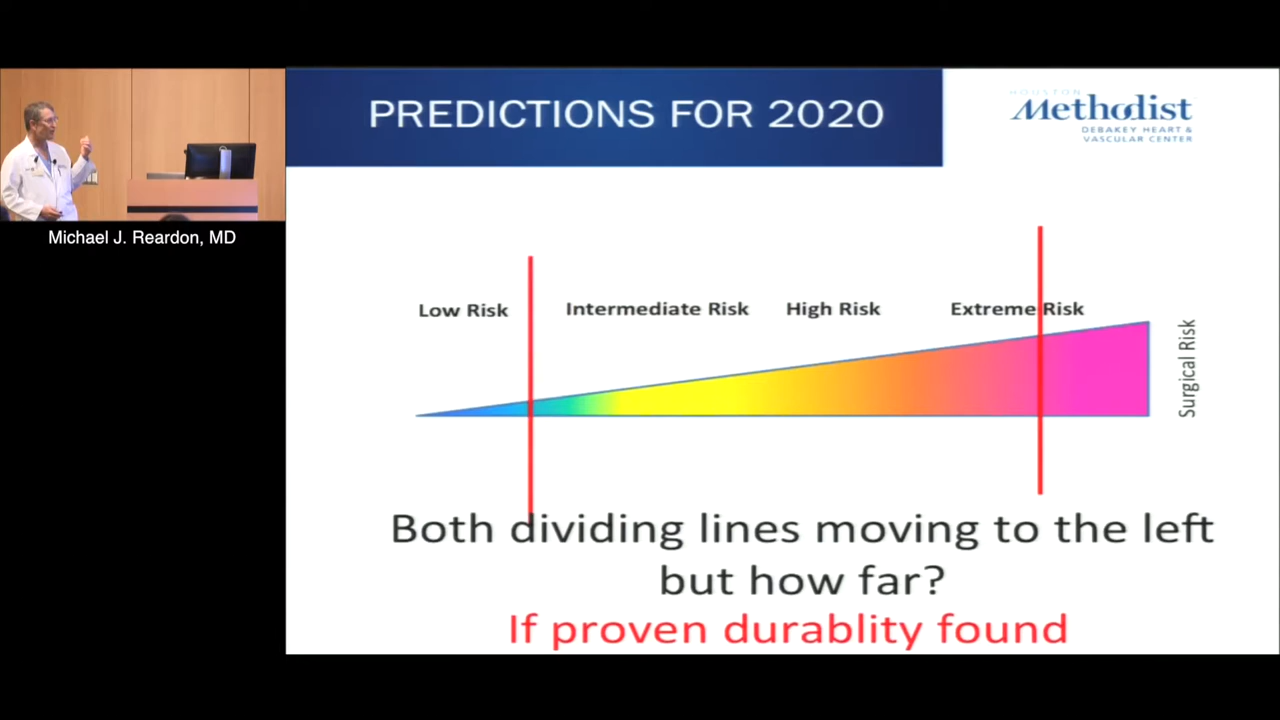 PREDICTIONS FOR 2020
HOUSTON
Methodist
DEBAKEY HEART &
VASCULAR CENTER
Michael J. Reardon, MD
Low Risk
Intermediate Risk
High Risk
Extreme Risk
Surgical Risk
Both dividing lines moving to the left
but how far?
If proven durablity found